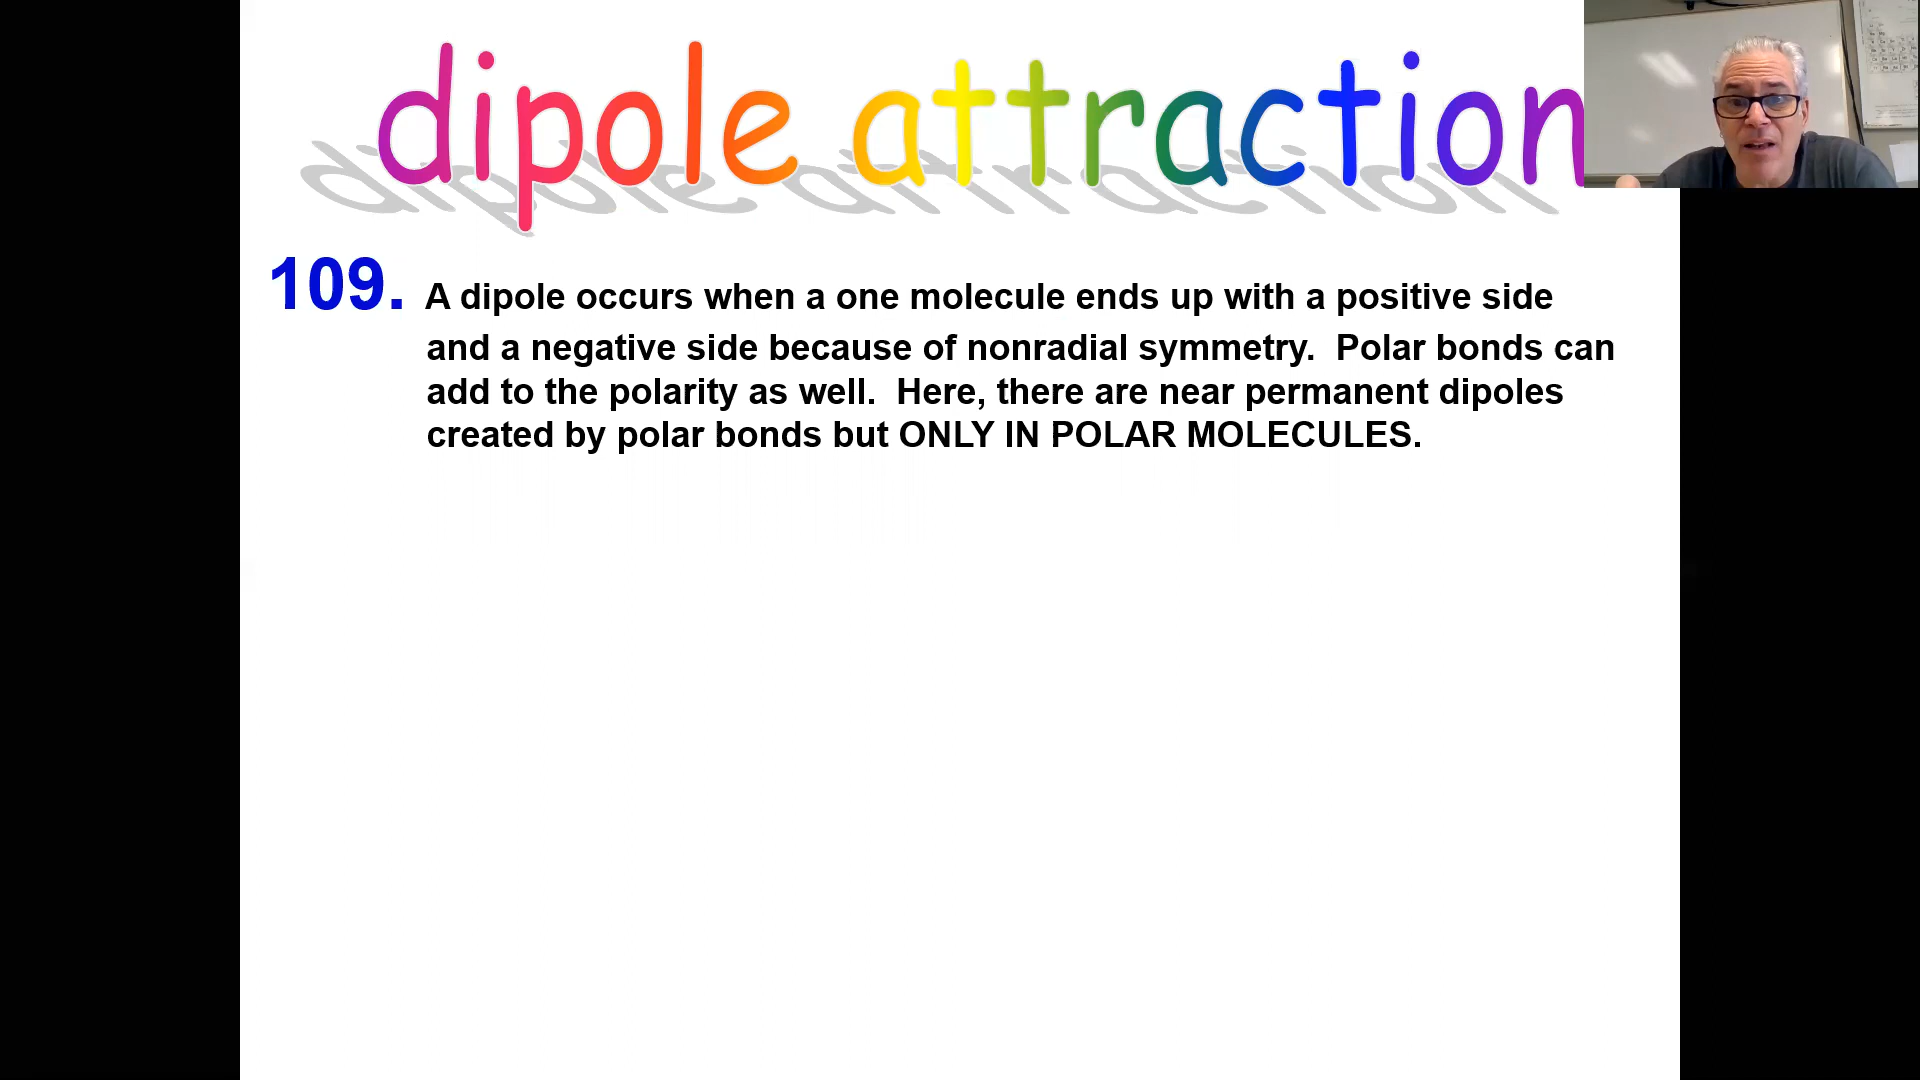 dipole attraction
109. A dipole occurs when a one molecule ends up with a positive side
and a negative side because of nonradial symmetry. Polar bonds can
add to the polarity as well. Here, there are near permanent dipoles
created by polar bonds but ONLY IN POLAR MOLECULES.